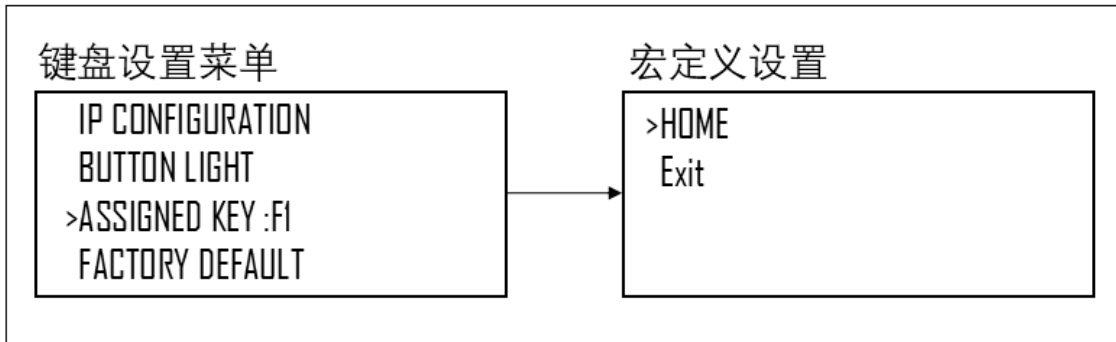 键盘设置菜单
IP CONFIGURATION
BUTTON LIGHT
>ASSIGNED KEY :F1
FACTORY DEFAULT
宏定义设置
>HOME
Exit